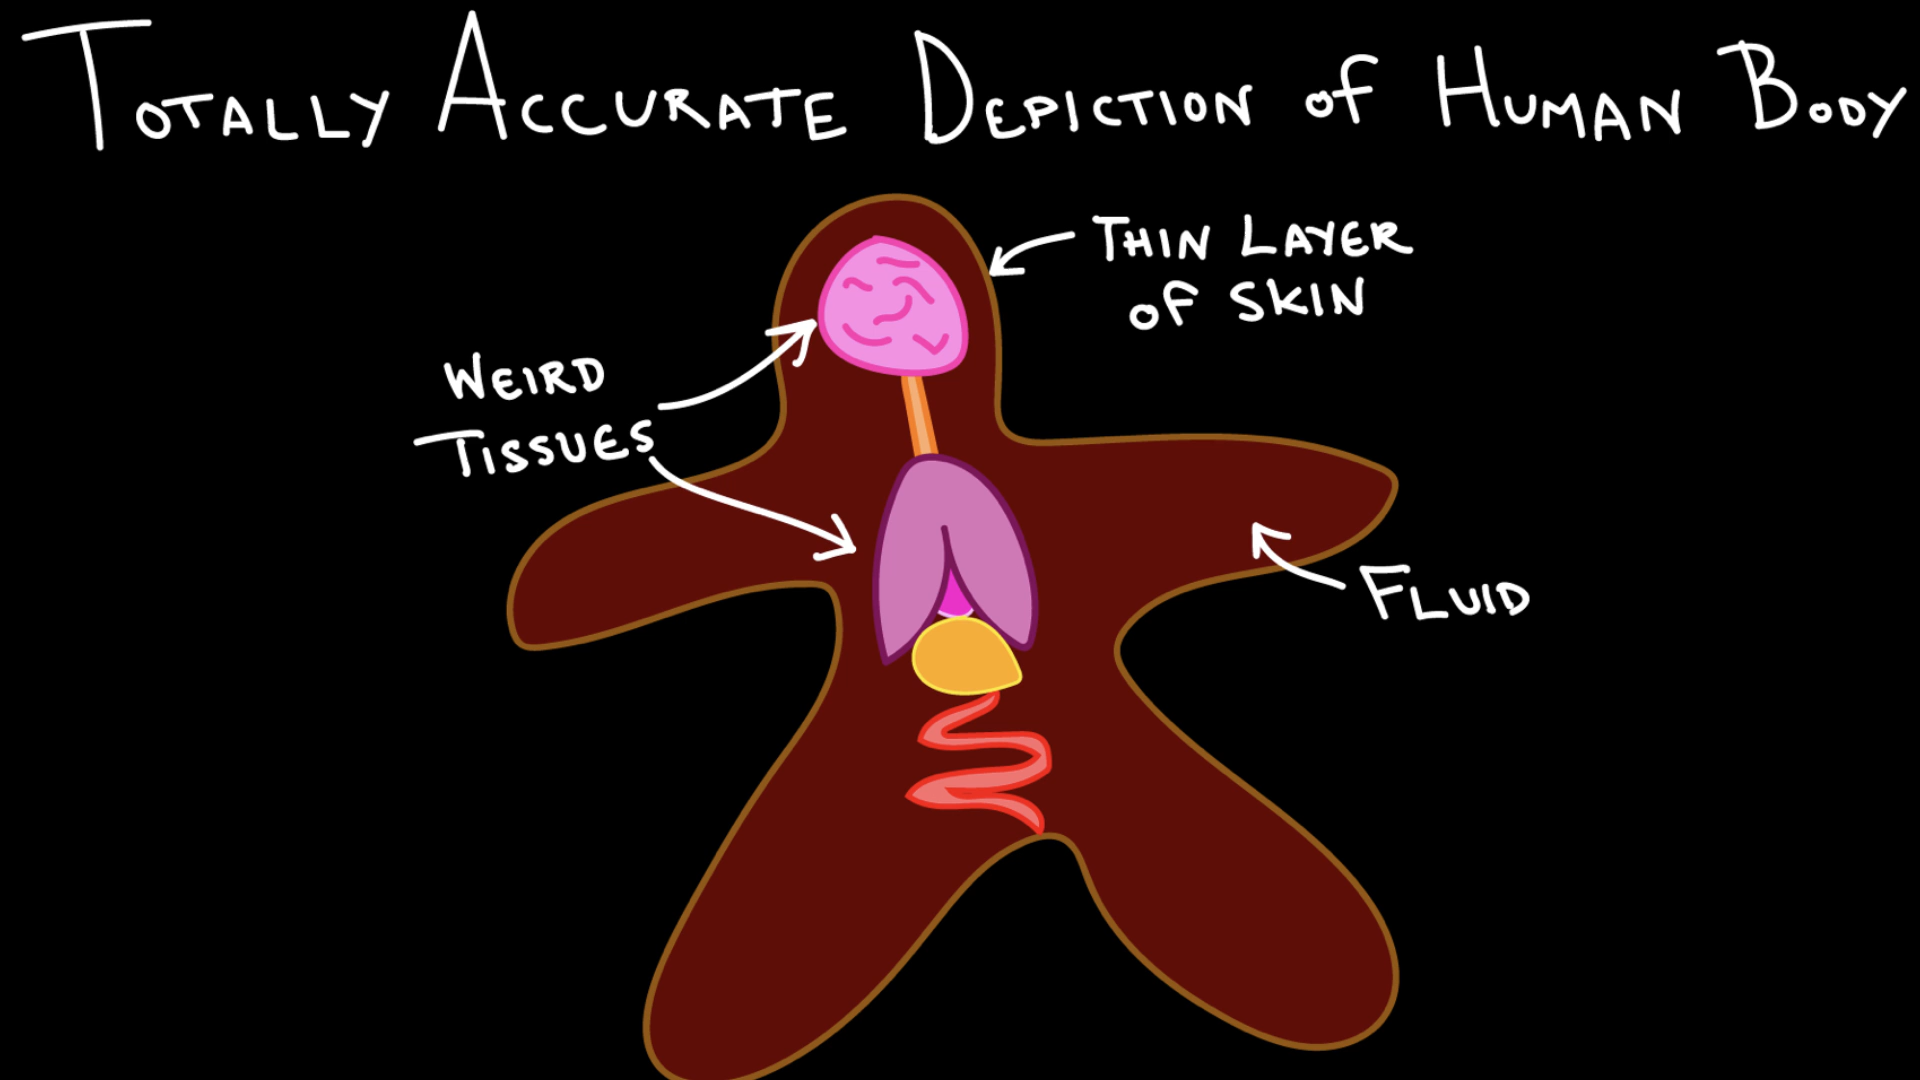 TOTALLY ACCURATE DEPICTION of HUMAN BODY
THIN LAYER
OF SKIN
WEIRD
TISSUES
FLUID